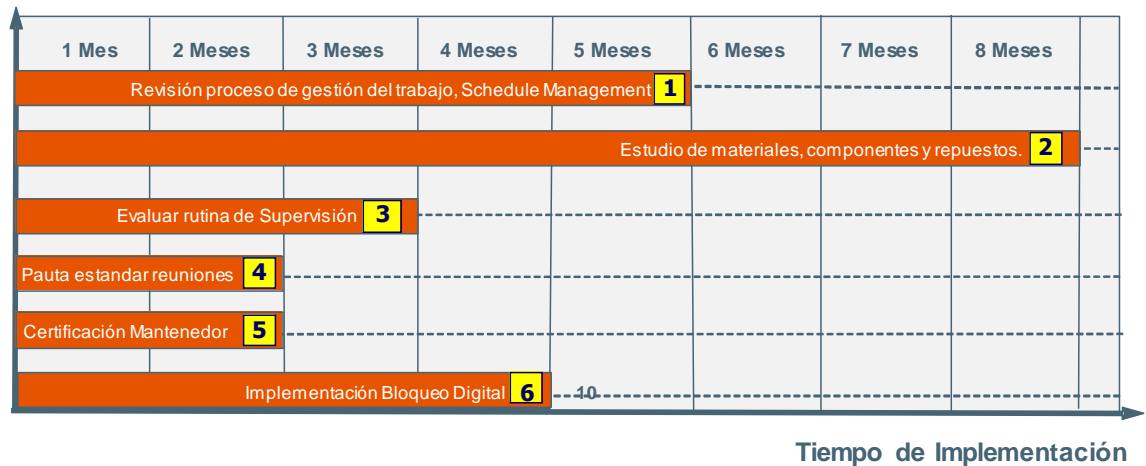 1 Mes 2 Meses 3 Meses 4 Meses 5 Meses 6 Meses 7 Meses 8 Meses
Revisión proceso de gestión del trabajo, Schedule Management 1
Estudio de materiales, componentes y repuestos. 2
Evaluar rutina de Supervisión 3
Pauta estandar reuniones 4
Certificación Mantenedor 5
Implementación Bloqueo Digital 6 10
Tiempo de Implementación